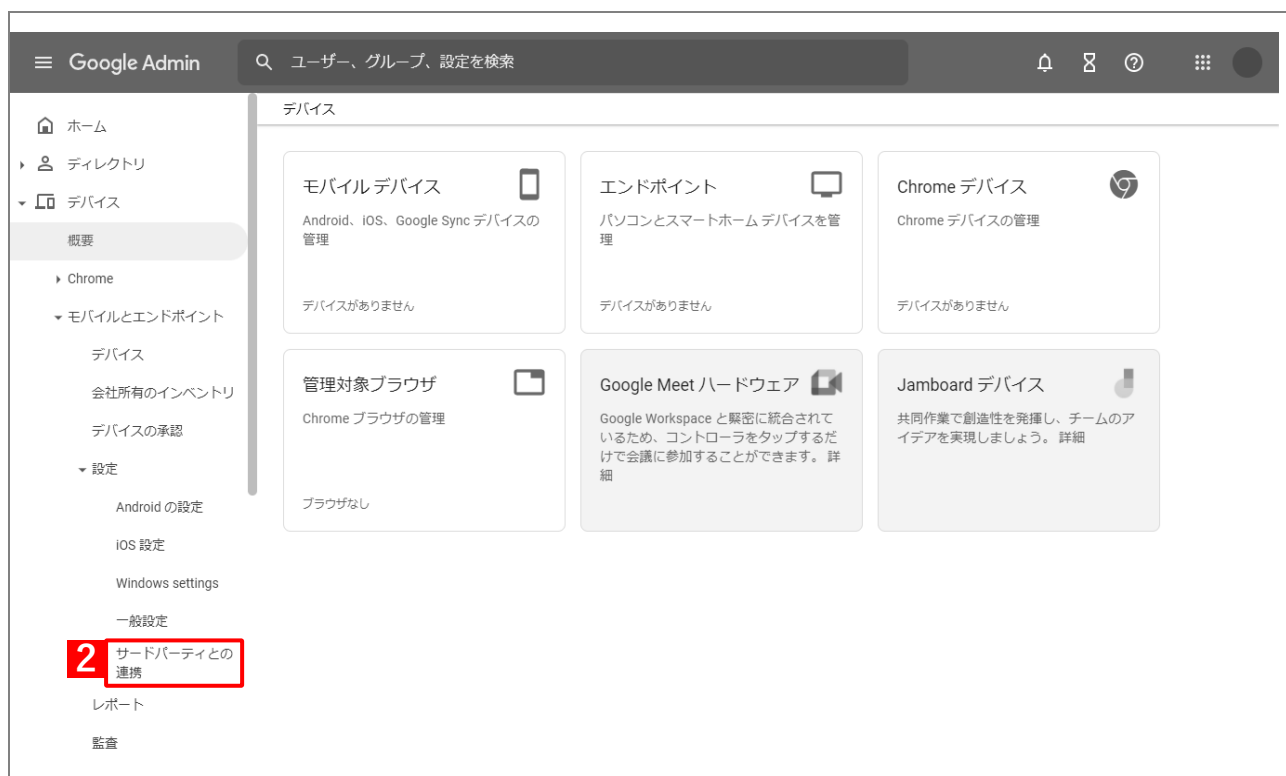 Google Admin
ユーザー、グループ、設定を検索
ホーム
ディレクトリ
デバイス
概要
Chrome
モバイルとエンドポイント
デバイス
会社所有のインベントリ
デバイスの承認
設定
Android の設定
iOS 設定
Windows settings
一般設定
2
サードパーティとの
連携
レポート
監査
デバイス
モバイル デバイス
Android、iOS、Google Sync デバイスの
管理
デバイスがありません
エンドポイント
パソコンとスマートホーム デバイスを管
理
デバイスがありません
Chrome デバイス
Chrome デバイスの管理
デバイスがありません
管理対象ブラウザ
Chrome ブラウザの管理
ブラウザなし
Google Meet ハードウェア
Google Workspace と緊密に統合されて
いるため、コントローラをタップするだ
けで会議に参加することができます。 詳
細
Jamboard デバイス
共同作業で創造性を発揮し、チームのア
イデアを実現しましょう。 詳細